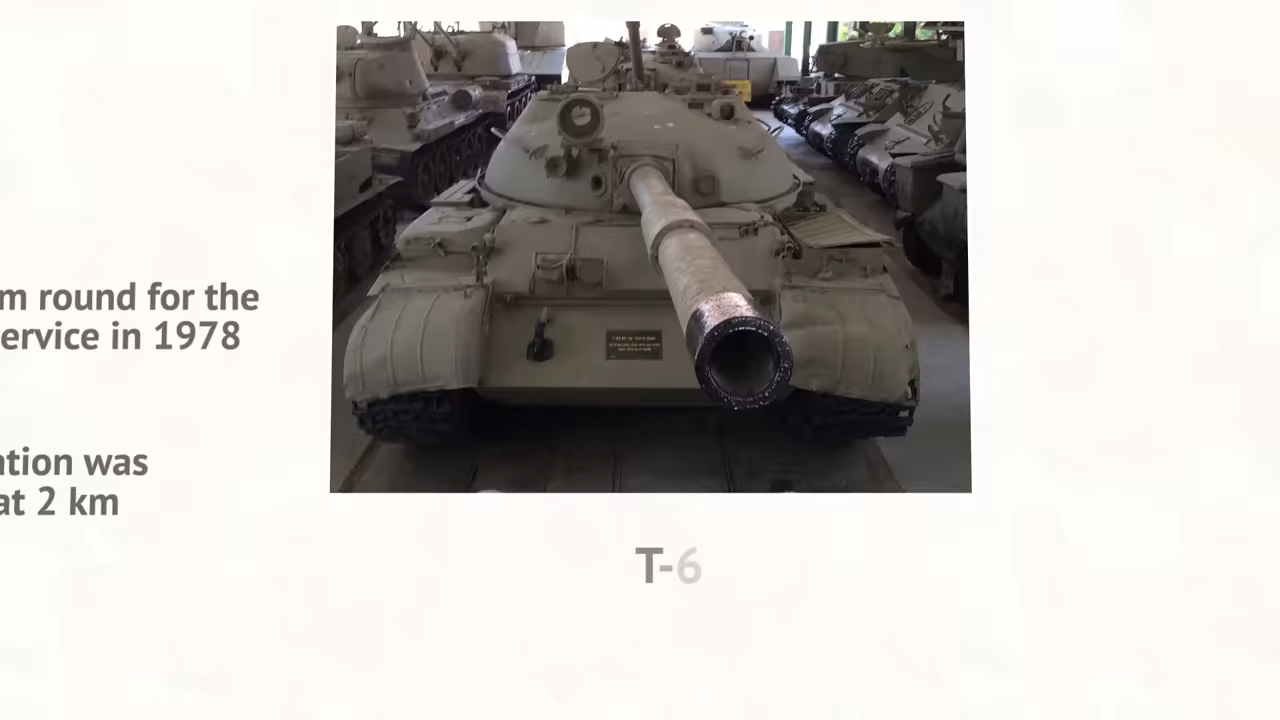 m round for the
ervice in 1978
ation was
at 2 km
T-6